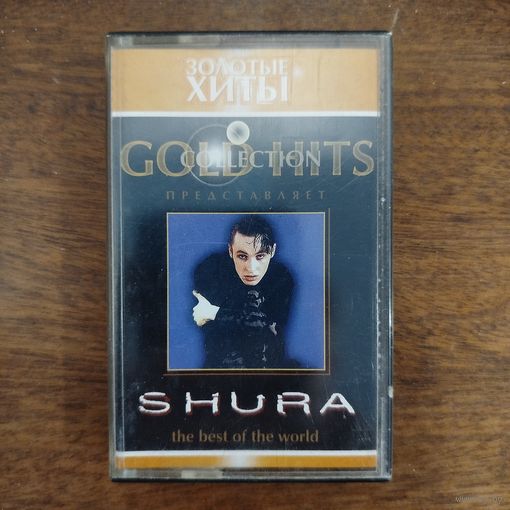 ЗОЛОТЫЕ
ХИТЫ
GOLD HITS
COLLECTION
ПРЕДСТАВЛЯЕТ
SHURA
the best of the world